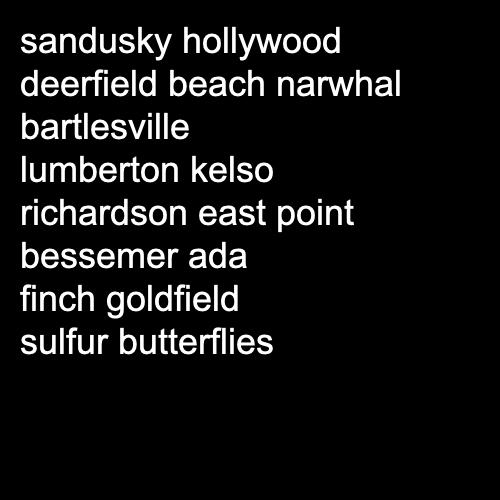 sandusky hollywood
deerfield beach narwhal
bartlesville
lumberton kelso
richardson east point
bessemer ada
finch goldfield
sulfur butterflies